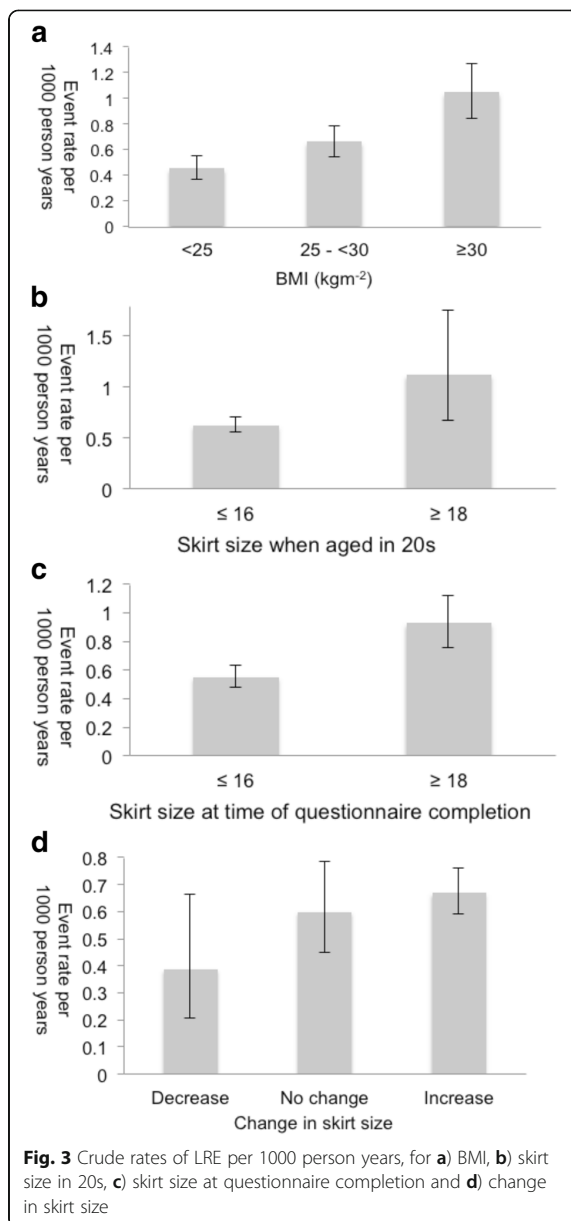 a
Event rate per
1000 person years
1.4
1.2
1
0.8
0.6
0.4
0.2
0
<25 25 - <30 ≥30
BMI (kgm-2)
b
Event rate per
1000 person years
1.5
1
0.5
0
≤ 16 ≥ 18
Skirt size when aged in 20s
c
Event rate per
1000 person years
1.2
1
0.8
0.6
0.4
0.2
0
≤ 16 ≥ 18
Skirt size at time of questionnaire completion
d
Event rate per
1000 person years
0.8
0.7
0.6
0.5
0.4
0.3
0.2
0.1
0
Decrease No change Increase
Change in skirt size
Fig. 3 Crude rates of LRE per 1000 person years, for a) BMI, b) skirt
size in 20s, c) skirt size at questionnaire completion and d) change
in skirt size